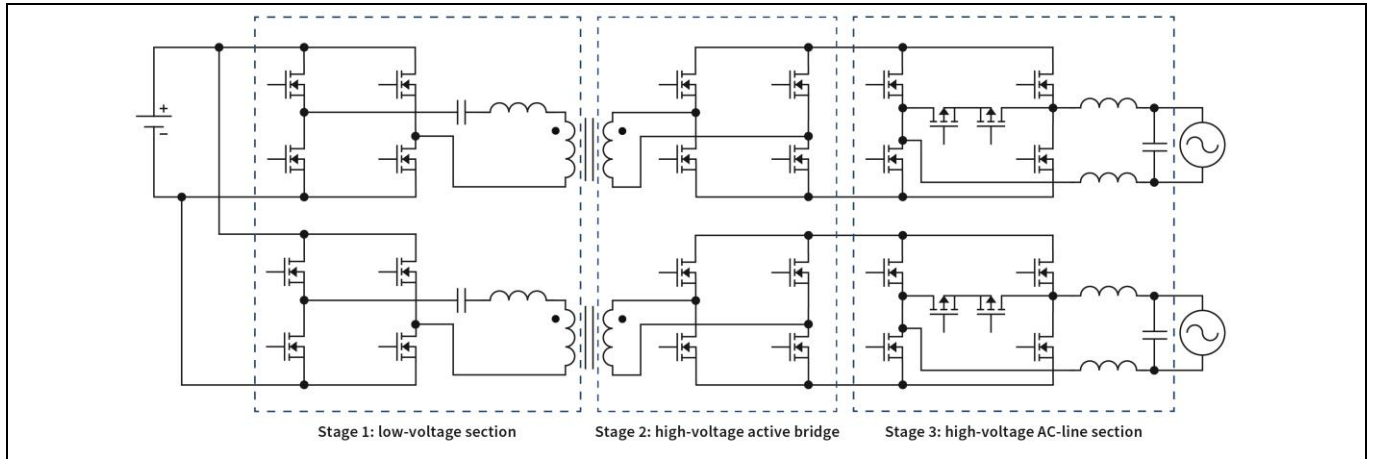 +
−
Stage 1: low-voltage section
Stage 2: high-voltage active bridge
Stage 3: high-voltage AC-line section